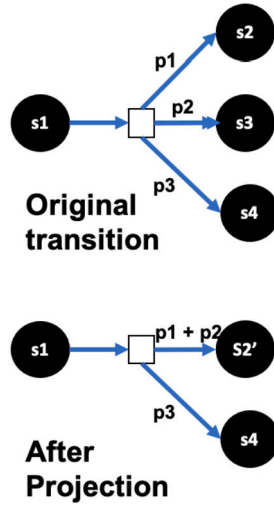 s2
p1
s1
p2
s3
p3
s4
Original
transition
p1 + p2
s1
S2'
p3
s4
After
Projection